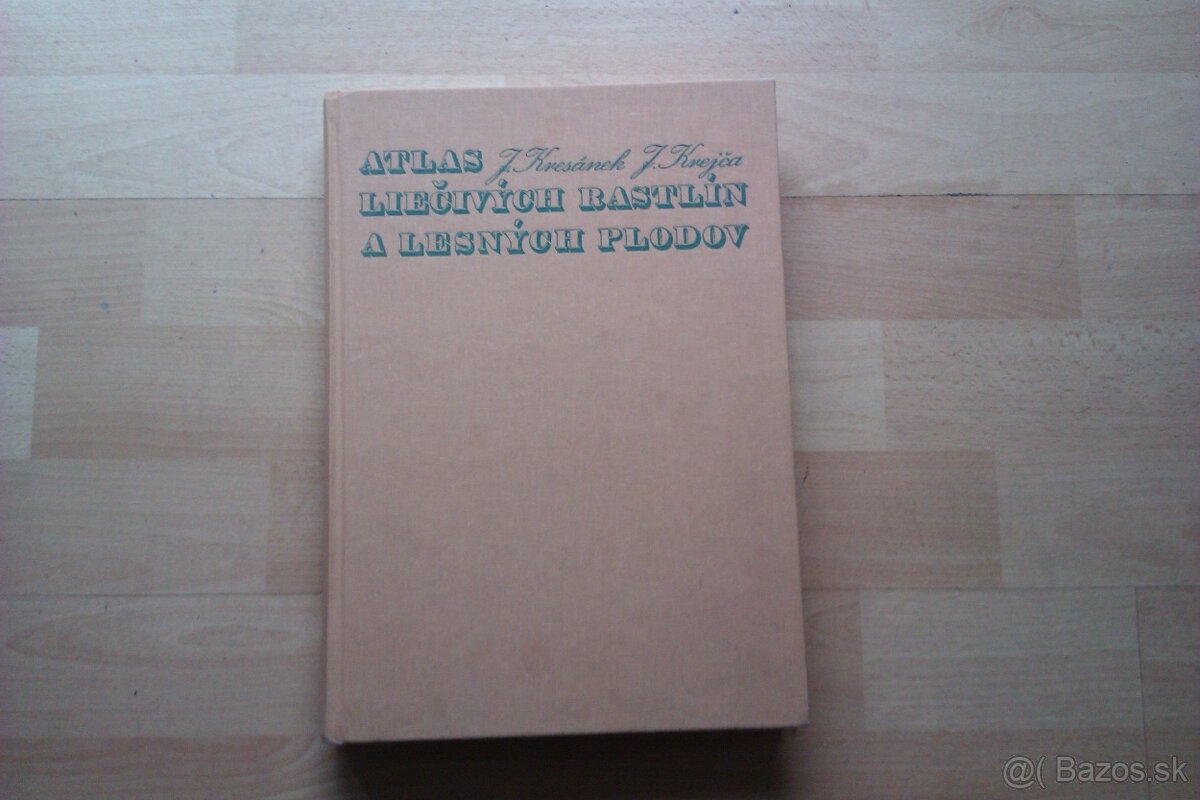 ATLAS J. Kresánek J. Krejča
LIEČIVÝCH RASTLÍN
A LESNÝCH PLODOV
@( Bazos.sk